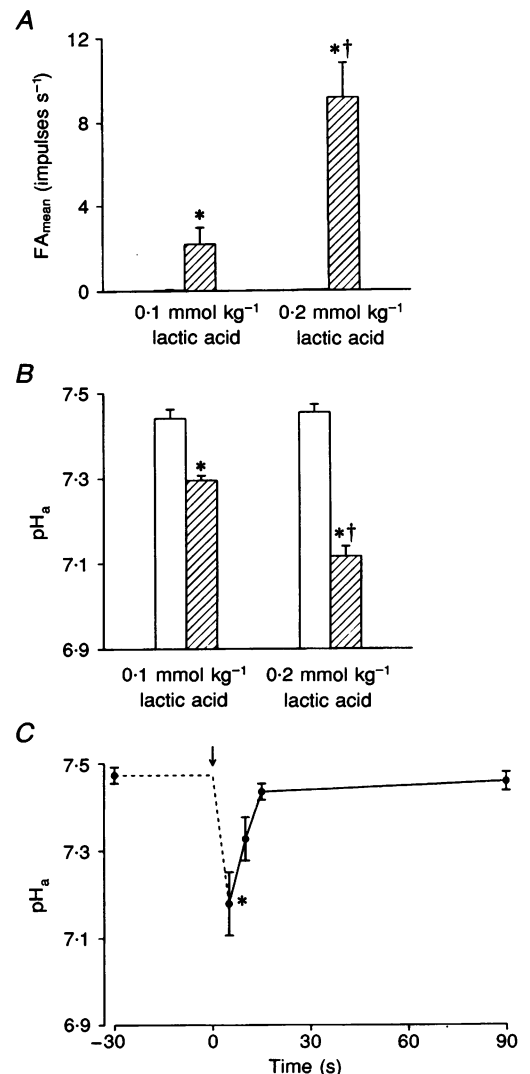 A
FAmean (impulses s⁻¹)
12
8
4
0
*
*†
0·1 mmol kg⁻¹ 0·2 mmol kg⁻¹
lactic acid lactic acid
B
pHa
7·5
7·3
7·1
6·9
*
*†
0·1 mmol kg⁻¹ 0·2 mmol kg⁻¹
lactic acid lactic acid
C
pHa
7·5
7·3
7·1
6·9
*
−30 0 30 60 90
Time (s)